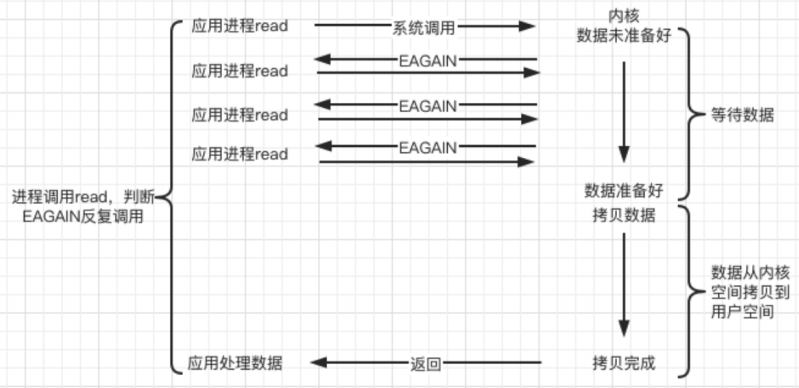 应用进程read
系统调用
内核
数据未准备好
EAGAIN
应用进程read
EAGAIN
应用进程read
等待数据
EAGAIN
应用进程read
数据准备好
进程调用read，判断
EAGAIN反复调用
拷贝数据
数据从内核
空间拷贝到
用户空间
应用处理数据
返回
拷贝完成